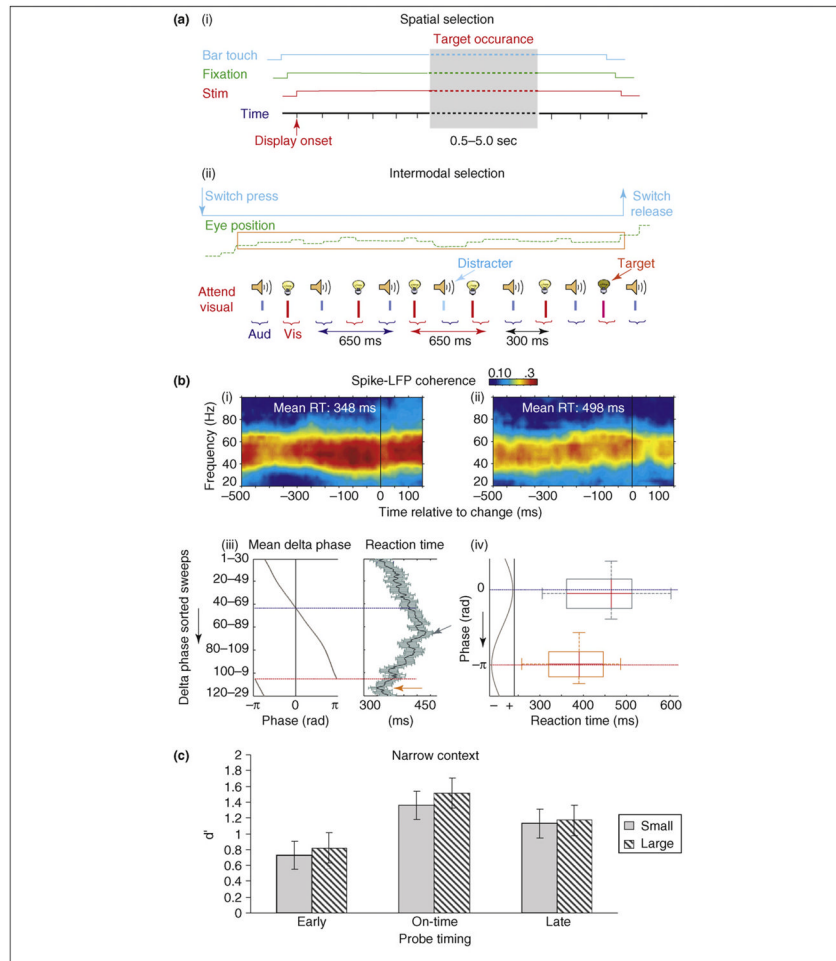 (a) (i) Spatial selection
Target occurance
Bar touch
Fixation
Stim
Time
Display onset
0.5–5.0 sec
(ii) Intermodal selection
Switch press
Switch release
Eye position
Distracter
Target
Attend visual
Aud
Vis
650 ms
650 ms
300 ms
(b) Spike-LFP coherence
0.10 .3
(i)
Mean RT: 348 ms
(ii)
Mean RT: 498 ms
Frequency (Hz)
80
60
40
20
80
60
40
20
−500 −300 −100 0 100
−500 −300 −100 0 100
Time relative to change (ms)
(iii) Mean delta phase
Reaction time
(iv)
Delta phase sorted sweeps
1–30
20–49
40–69
60–89
80–109
100–9
120–29
−π 0 π
Phase (rad)
300 450
(ms)
Phase (rad)
0
−π
− +
300 400 500 600
Reaction time (ms)
(c) Narrow context
d'
2
1.8
1.6
1.4
1.2
1
0.8
0.6
0.4
0.2
0
Small
Large
Early
On-time
Late
Probe timing